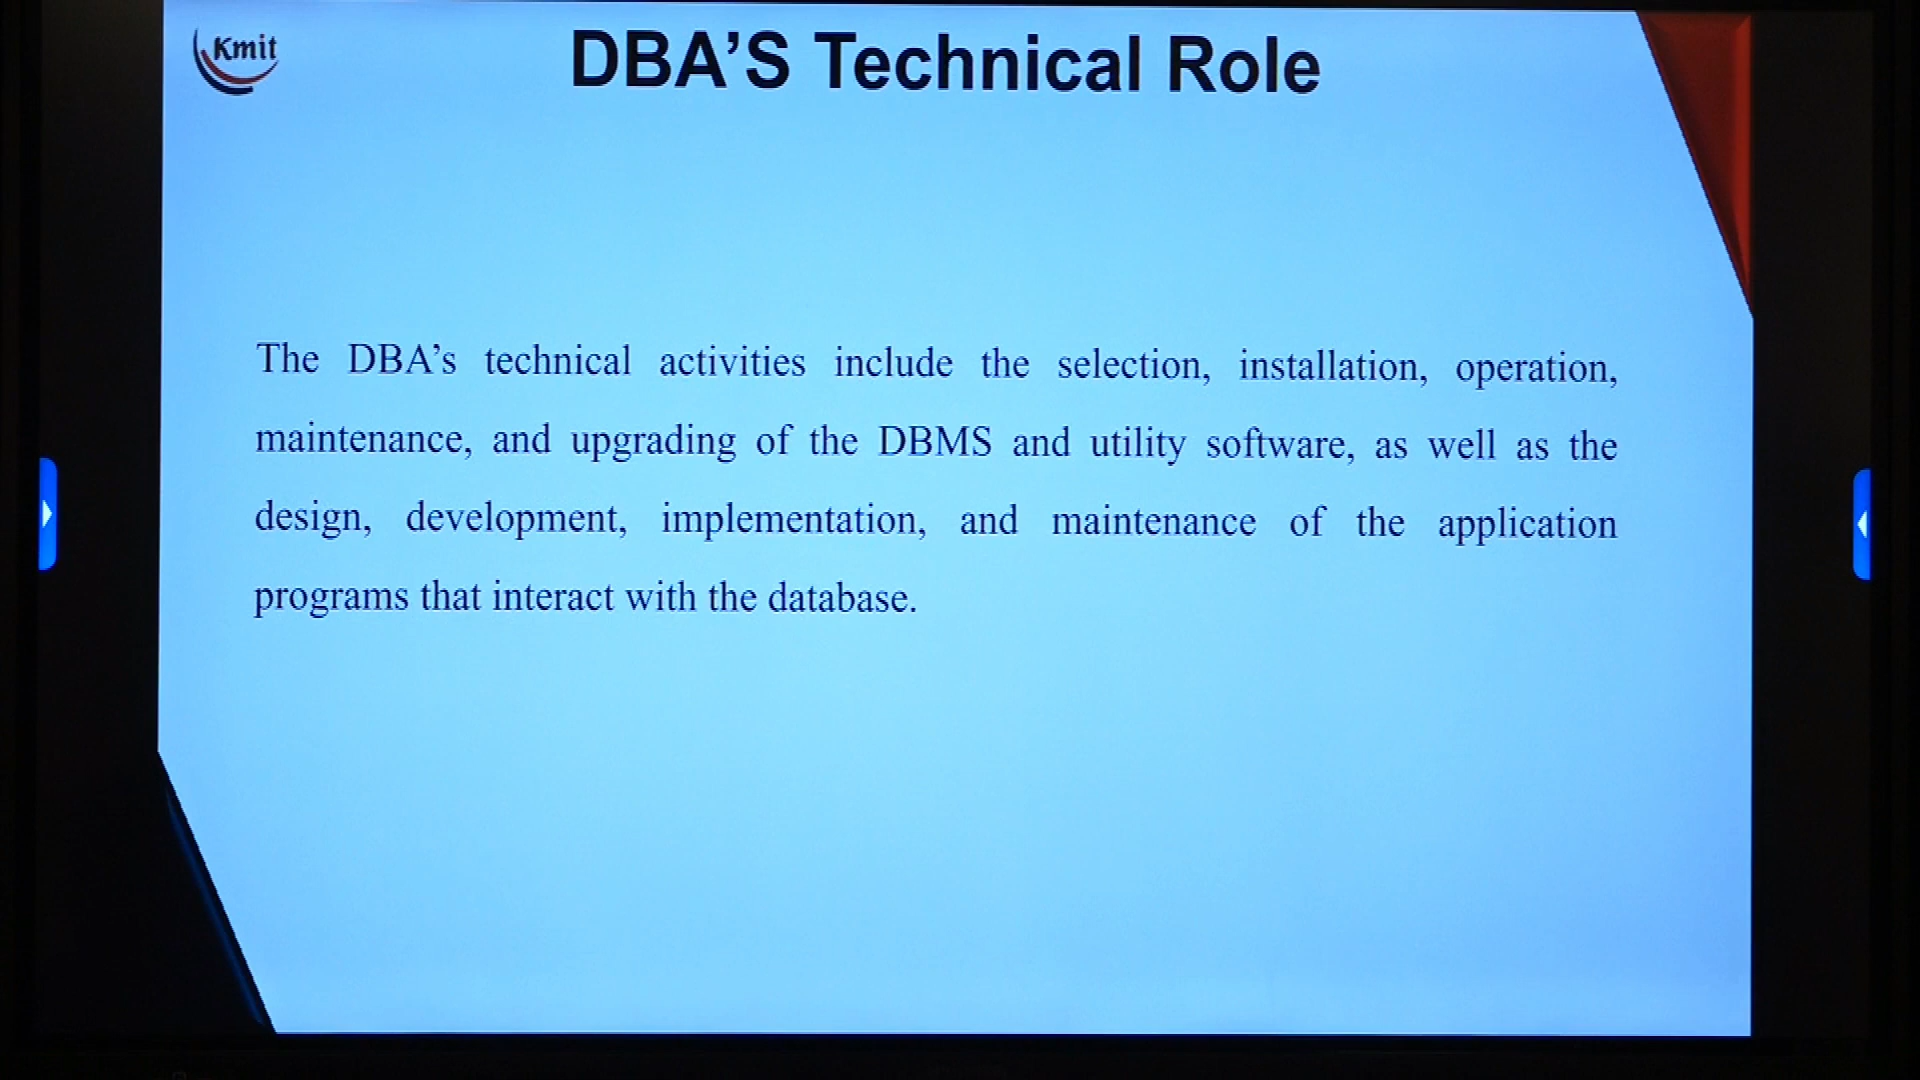 Kmit
DBA’S Technical Role
The DBA’s technical activities include the selection, installation, operation,
maintenance, and upgrading of the DBMS and utility software, as well as the
design, development, implementation, and maintenance of the application
programs that interact with the database.